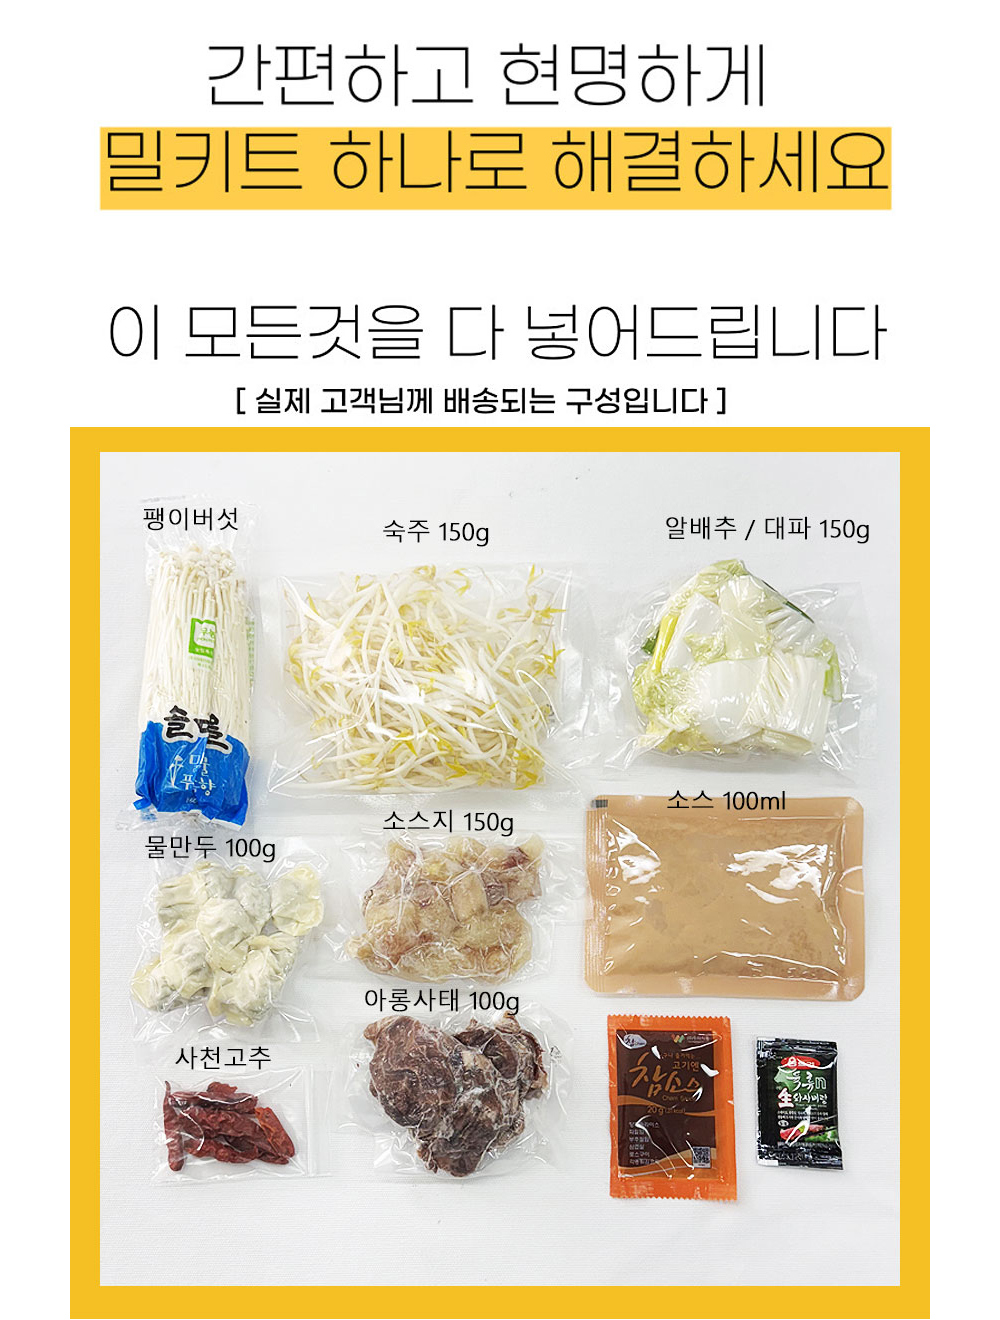 간편하고 현명하게
밀키트 하나로 해결하세요
이 모든것을 다 넣어드립니다
[ 실제 고객님께 배송되는 구성입니다 ]
팽이버섯
숙주 150g
알배추 / 대파 150g
소스 100ml
소스지 150g
물만두 100g
아롱사태 100g
사천고추
고기엔
참소스
20g
生